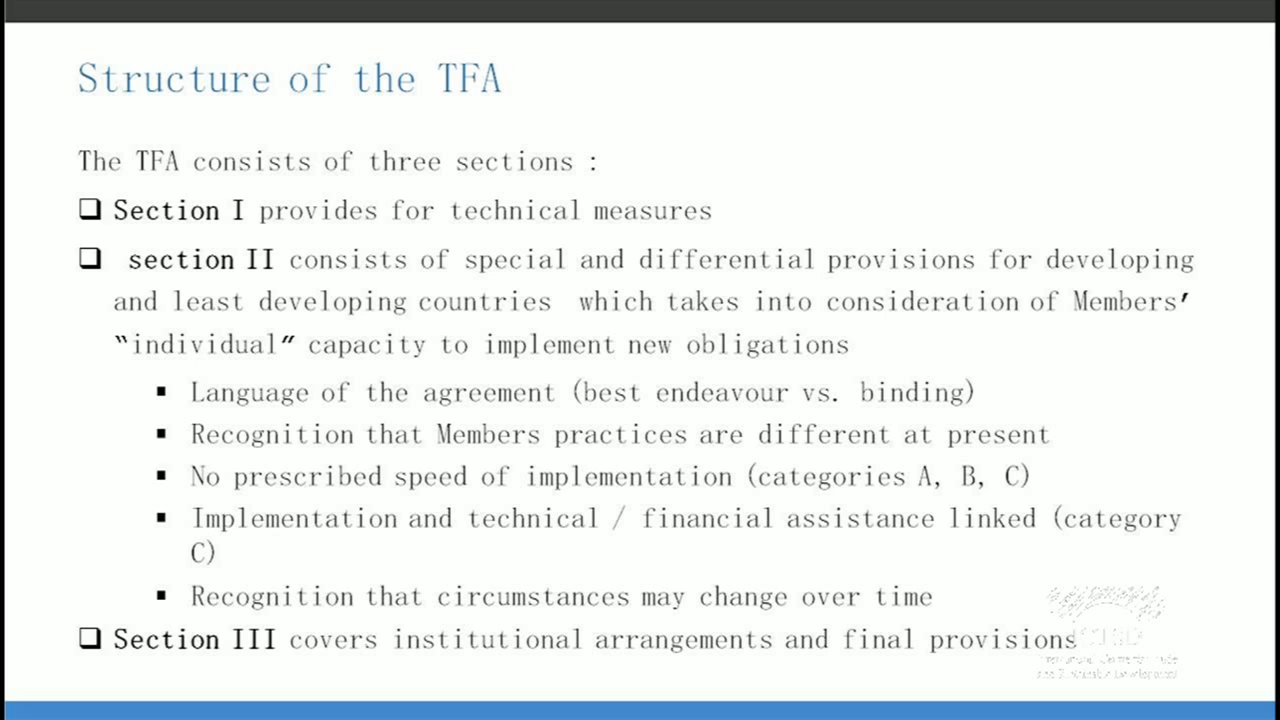 Structure of the TFA
The TFA consists of three sections :
❑ Section I provides for technical measures
❑ section II consists of special and differential provisions for developing
and least developing countries which takes into consideration of Members'
"individual" capacity to implement new obligations
▪ Language of the agreement (best endeavour vs. binding)
▪ Recognition that Members practices are different at present
▪ No prescribed speed of implementation (categories A, B, C)
▪ Implementation and technical / financial assistance linked (category
C)
▪ Recognition that circumstances may change over time
❑ Section III covers institutional arrangements and final provisions